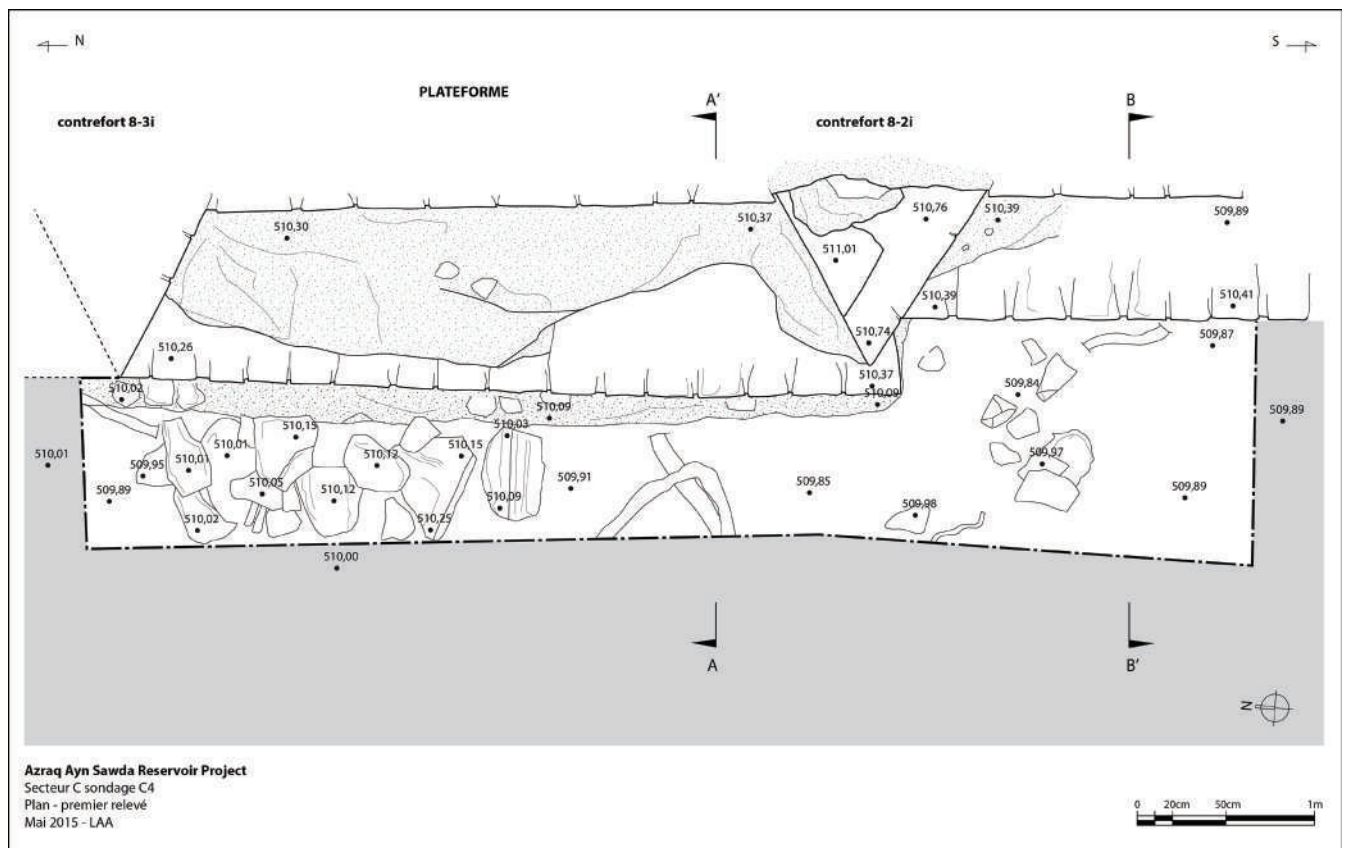 N
S
PLATEFORME
A'
B
contrefort 8-3i
contrefort 8-2i
510,30
510,37
510,76
510,39
509,89
511,01
510,39
510,41
510,74
509,87
510,26
510,37
509,84
510,02
510,09
510,09
509,89
510,03
510,15
510,15
510,01
510,01
509,95
510,01
510,12
509,97
510,05
510,12
510,09
509,91
509,85
509,89
509,89
510,02
510,25
509,98
510,00
A
B'
N
Azraq Ayn Sawda Reservoir Project
Secteur C sondage C4
Plan - premier relevé
Mai 2015 - LAA
0 20cm 50cm 1m